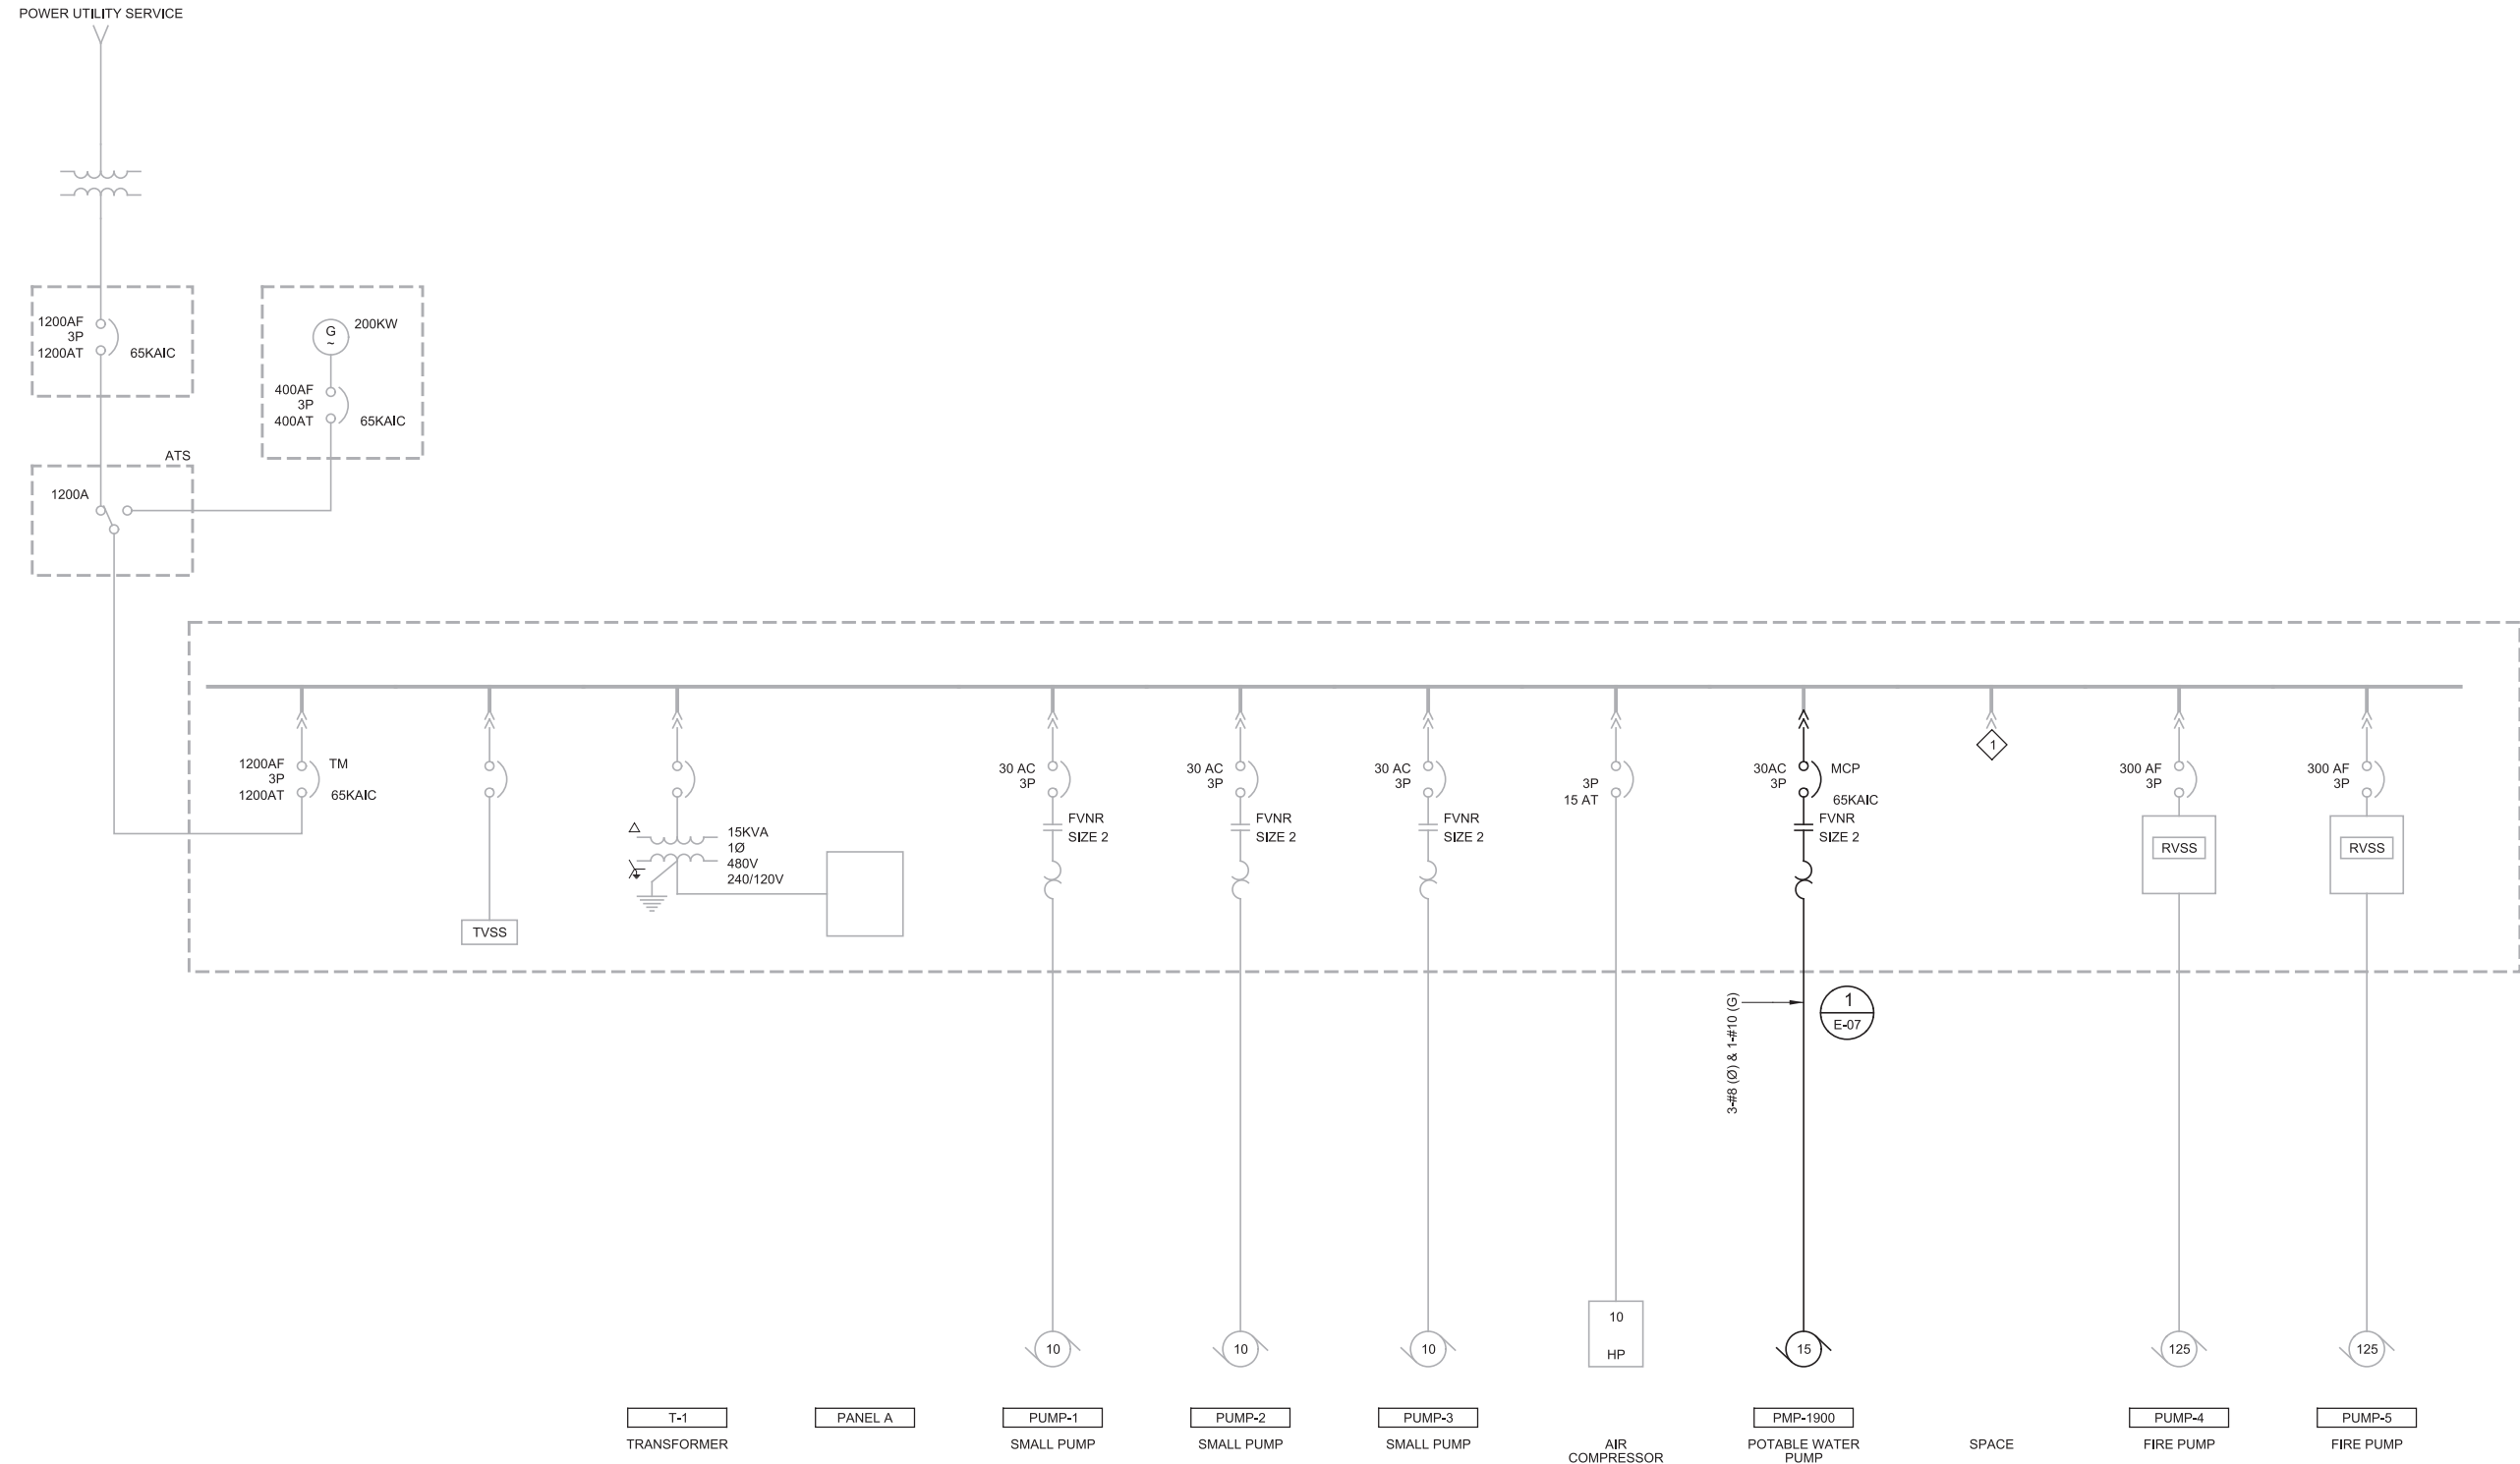 POWER UTILITY SERVICE
1200AF
3P
1200AT
65KAIC
G
~
200KW
400AF
3P
400AT
65KAIC
ATS
1200A
1200AF
3P
1200AT
TM
65KAIC
TVSS
15KVA
1Ø
480V
240/120V
30 AC
3P
FVNR
SIZE 2
30 AC
3P
FVNR
SIZE 2
30 AC
3P
FVNR
SIZE 2
3P
15 AT
30AC
3P
MCP
65KAIC
FVNR
SIZE 2
1
300 AF
3P
RVSS
300 AF
3P
RVSS
3-#8 (Ø) & 1-#10 (G)
1
E-07
10
10
10
10
HP
15
125
125
T-1
TRANSFORMER
PANEL A
PUMP-1
SMALL PUMP
PUMP-2
SMALL PUMP
PUMP-3
SMALL PUMP
AIR
COMPRESSOR
PMP-1900
POTABLE WATER
PUMP
SPACE
PUMP-4
FIRE PUMP
PUMP-5
FIRE PUMP